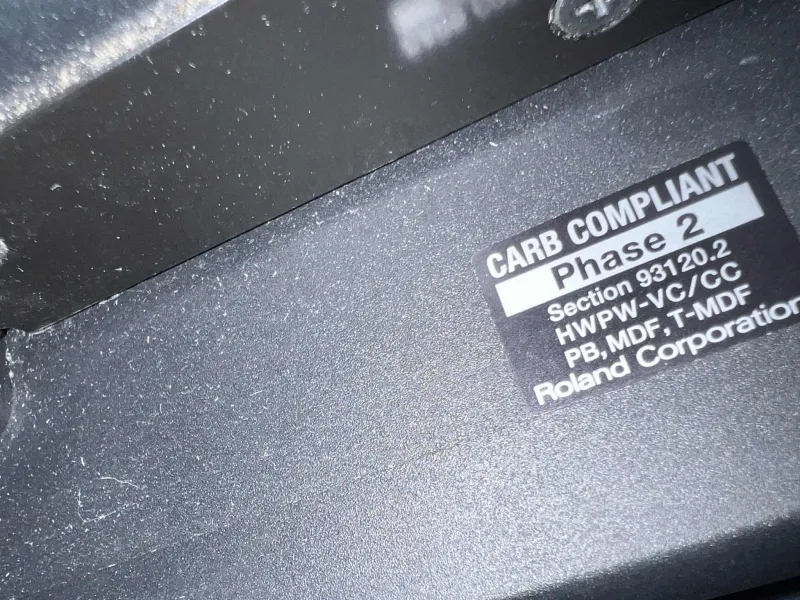 CARB COMPLIANT
Phase 2
Section 93120.2
HWPW-VC/CC
PB, MDF, T-MDF
Roland Corporation